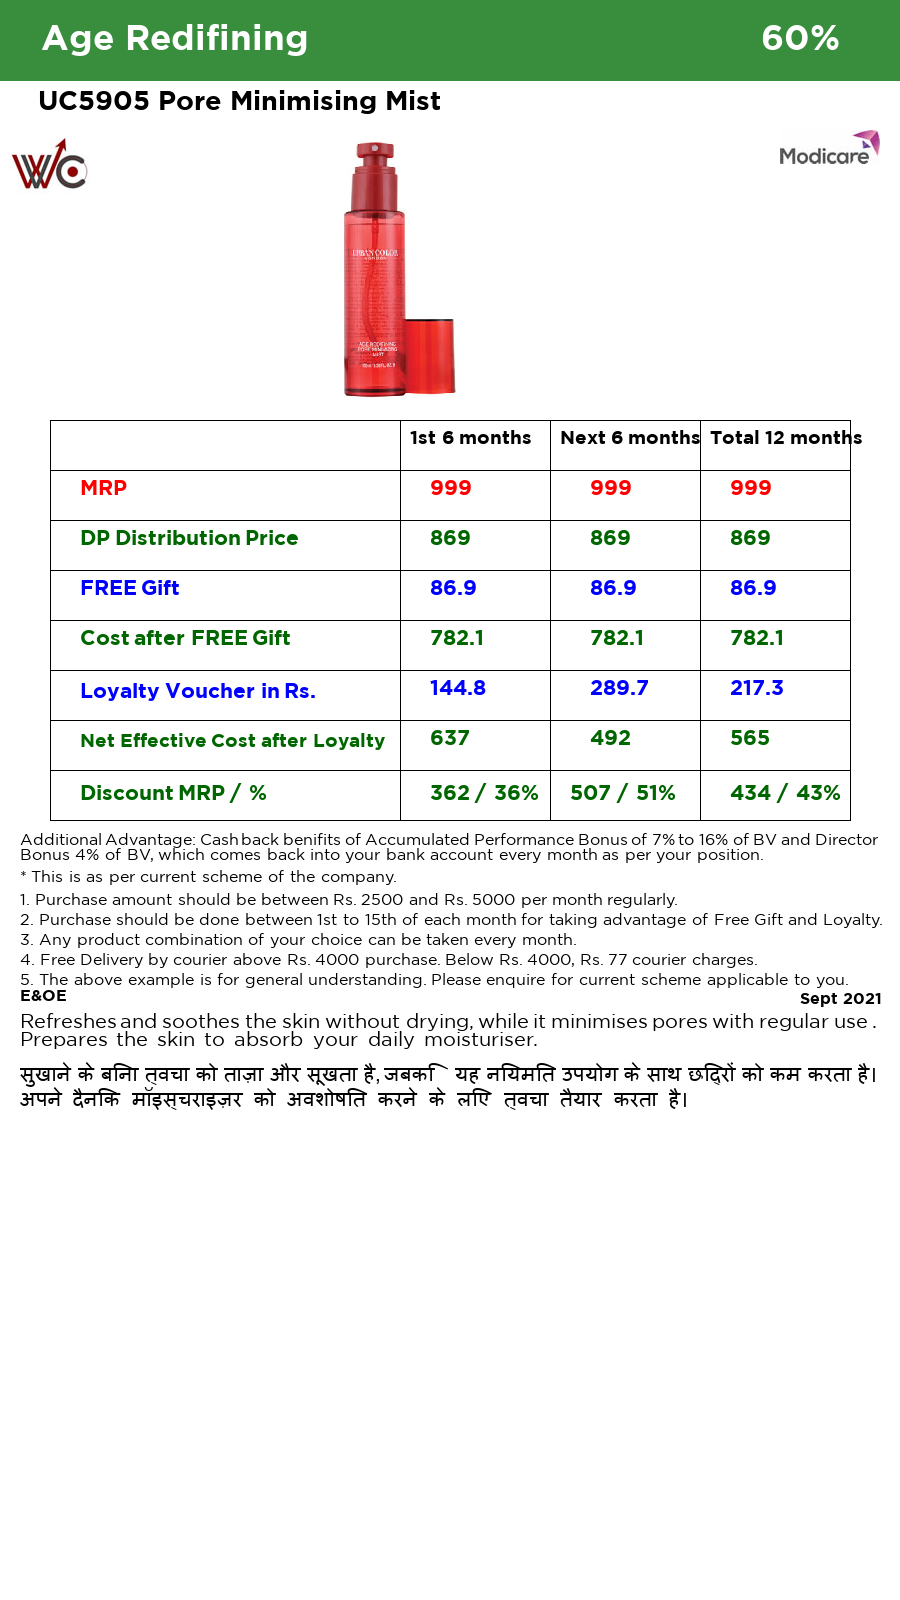 Age Redifining 60%
UC5905 Pore Minimising Mist
WC
Modicare
URBAN COLOR
LONDON
AGE REDEFINING
PORE MINIMIZING
MIST
1st 6 months Next 6 months Total 12 months
MRP 999 999 999
DP Distribution Price 869 869 869
FREE Gift 86.9 86.9 86.9
Cost after FREE Gift 782.1 782.1 782.1
Loyalty Voucher in Rs. 144.8 289.7 217.3
Net Effective Cost after Loyalty 637 492 565
Discount MRP / % 362 / 36% 507 / 51% 434 / 43%
Additional Advantage: Cashback benifits of Accumulated Performance Bonus of 7% to 16% of BV and Director
Bonus 4% of BV, which comes back into your bank account every month as per your position.
* This is as per current scheme of the company.
1. Purchase amount should be between Rs. 2500 and Rs. 5000 per month regularly.
2. Purchase should be done between 1st to 15th of each month for taking advantage of Free Gift and Loyalty.
3. Any product combination of your choice can be taken every month.
4. Free Delivery by courier above Rs. 4000 purchase. Below Rs. 4000, Rs. 77 courier charges.
5. The above example is for general understanding. Please enquire for current scheme applicable to you.
E&OE Sept 2021
Refreshes and soothes the skin without drying, while it minimises pores with regular use .
Prepares the skin to absorb your daily moisturiser.
सुखाने के बिना त्वचा को ताज़ा और सूखता है, जबकि यह नियमित उपयोग के साथ छिद्रों को कम करता है।
अपने दैनिक मॉइस्चराइज़र को अवशोषित करने के लिए त्वचा तैयार करता है।